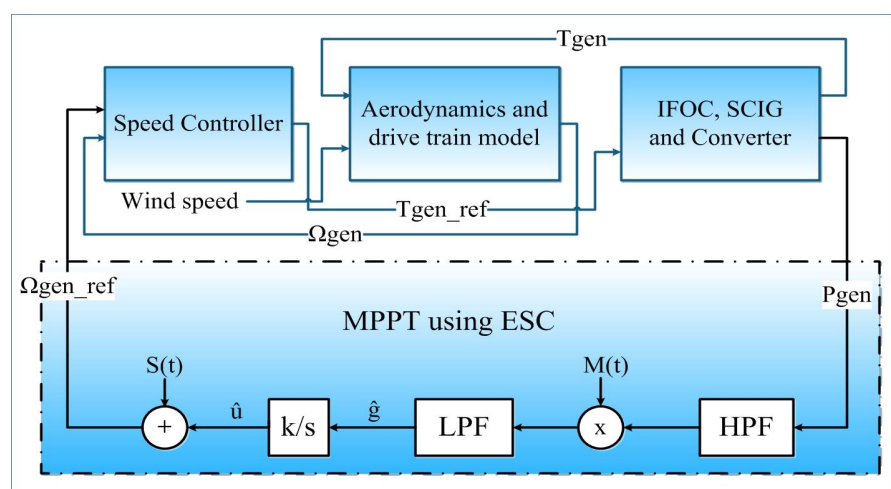 Tgen
Speed Controller
Aerodynamics and
drive train model
IFOC, SCIG
and Converter
Wind speed
Tgen_ref
Ωgen
Ωgen_ref
Pgen
MPPT using ESC
S(t)
M(t)
û
ĝ
+
k/s
LPF
x
HPF